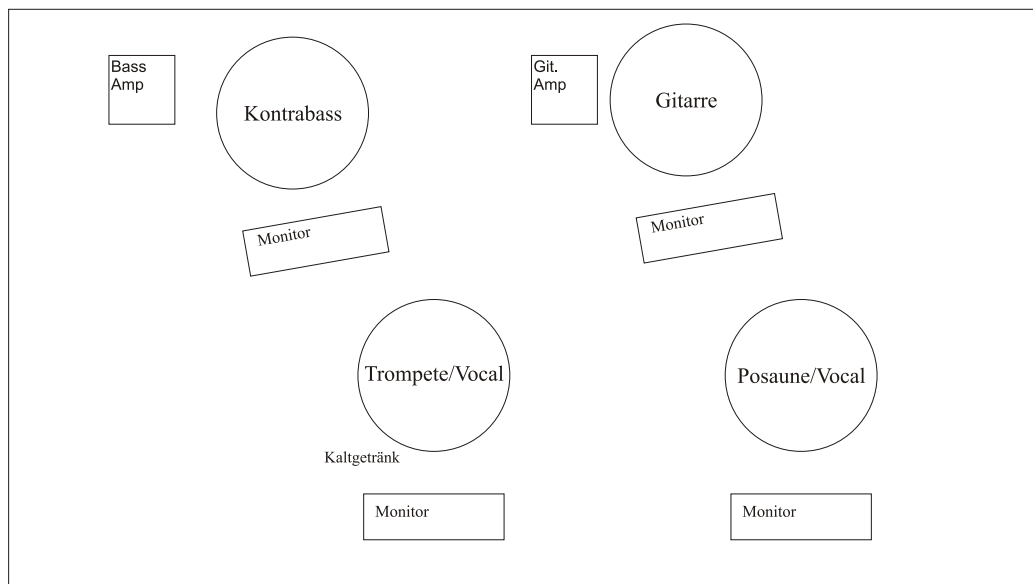 Bass
Amp
Kontrabass
Git.
Amp
Gitarre
Monitor
Monitor
Trompete/Vocal
Posaune/Vocal
Kaltgetränk
Monitor
Monitor